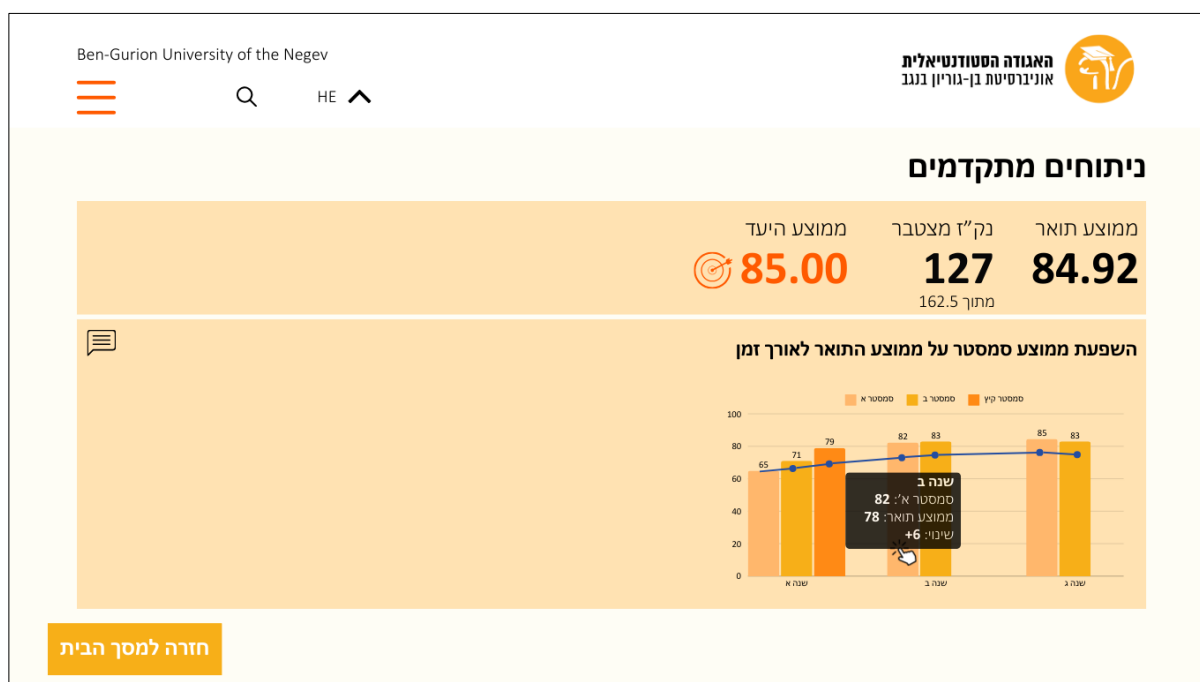 Ben-Gurion University of the Negev
האגודה הסטודנטיאלית
אוניברסיטת בן-גוריון בנגב
HE
ניתוחים מתקדמים
ממוצע תואר
84.92
נק״ז מצטבר
127
מתוך 162.5
ממוצע היעד
85.00
השפעת ממוצע סמסטר על ממוצע התואר לאורך זמן
סמסטר א סמסטר ב סמסטר קיץ
100
80
60
40
20
0
65 71 79 82 83 85 83
שנה ב
סמסטר א׳: 82
ממוצע תואר: 78
שינוי: 6+
שנה א שנה ב שנה ג
חזרה למסך הבית